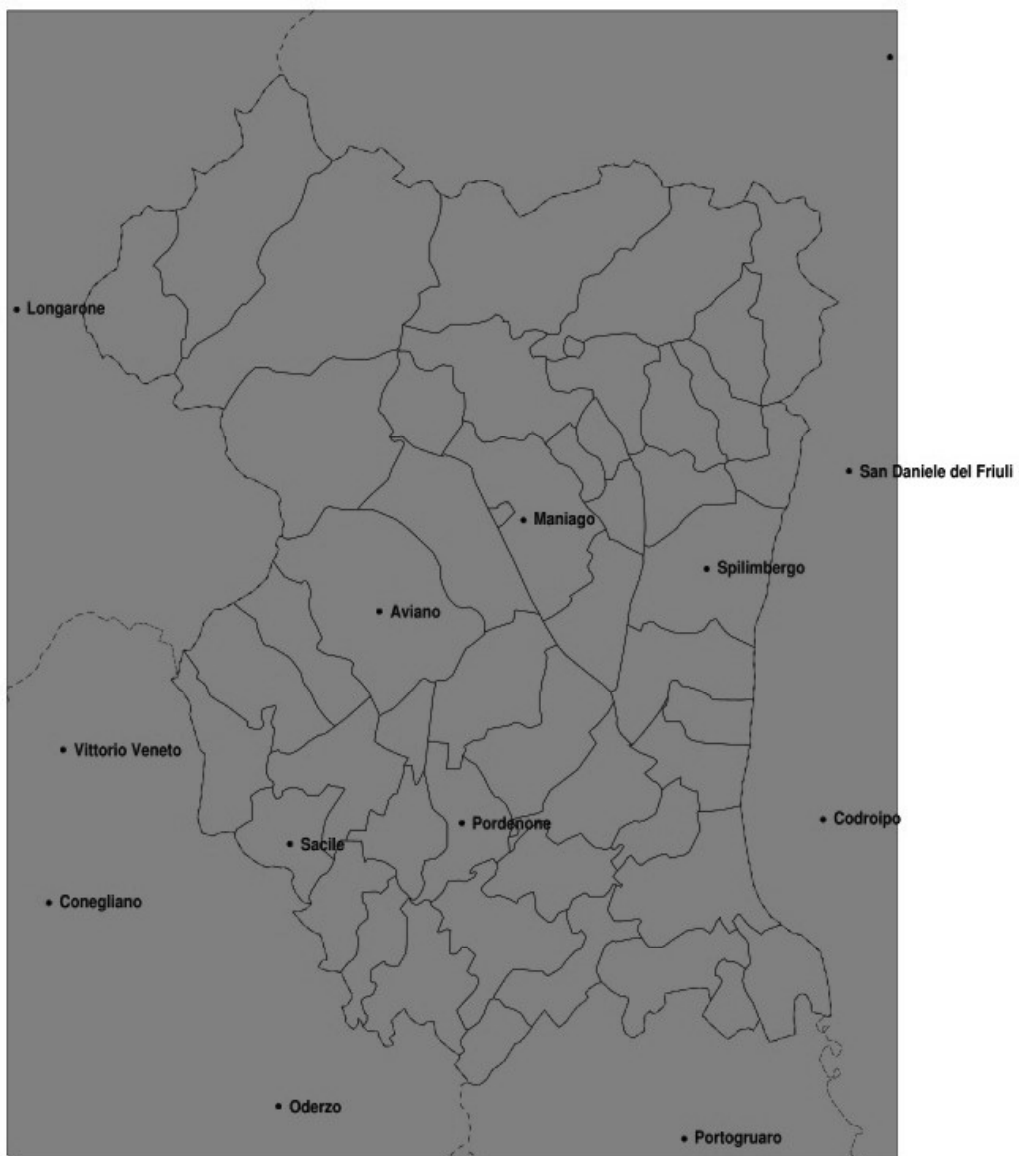 Longarone
San Daniele del Friuli
Maniago
Spilimbergo
Aviano
Vittorio Veneto
Pordenone
Codroipo
Sacile
Conegliano
Oderzo
Portogruaro